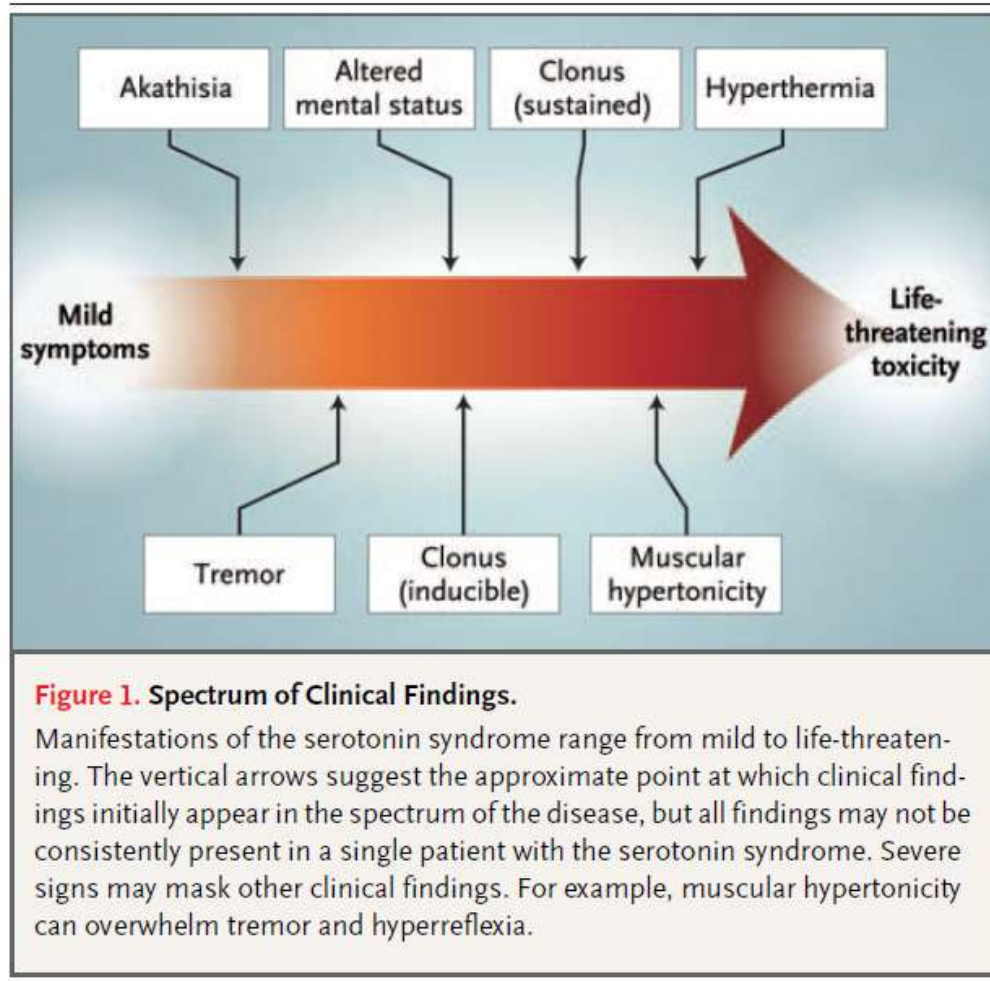 Akathisia
Altered
mental status
Clonus
(sustained)
Hyperthermia
Mild
symptoms
Life-
threatening
toxicity
Tremor
Clonus
(inducible)
Muscular
hypertonicity
Figure 1. Spectrum of Clinical Findings.
Manifestations of the serotonin syndrome range from mild to life-threaten-
ing. The vertical arrows suggest the approximate point at which clinical find-
ings initially appear in the spectrum of the disease, but all findings may not be
consistently present in a single patient with the serotonin syndrome. Severe
signs may mask other clinical findings. For example, muscular hypertonicity
can overwhelm tremor and hyperreflexia.